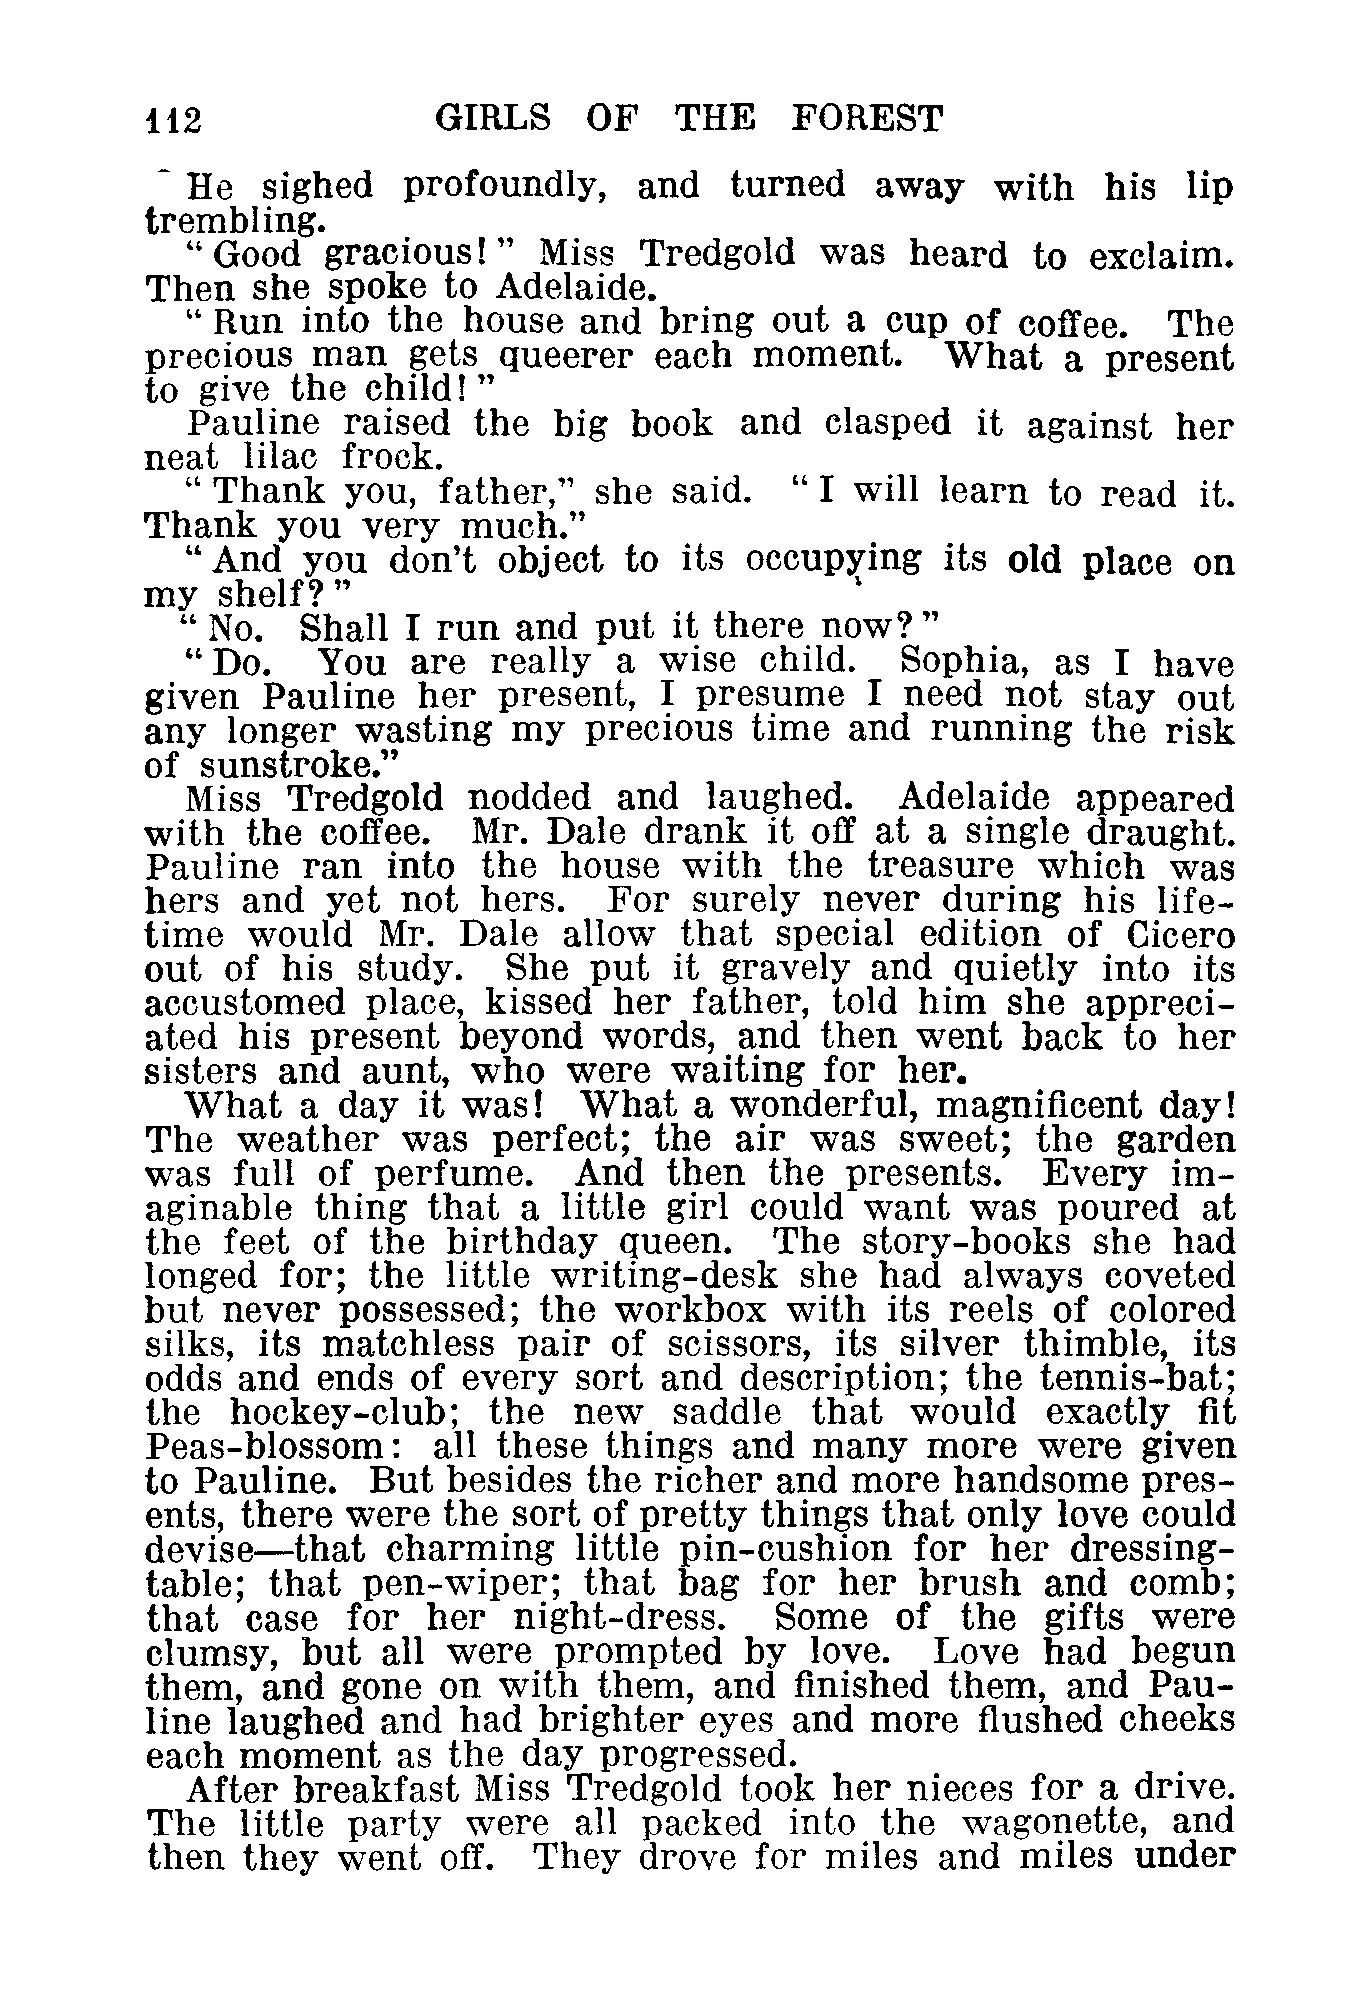 112 GIRLS OF THE FOREST
He sighed profoundly, and turned away with his lip
trembling.
"Good gracious!" Miss Tredgold was heard to exclaim.
Then she spoke to Adelaide.
"Run into the house and bring out a cup of coffee. The
precious man gets queerer each moment. What a present
to give the child!"
Pauline raised the big book and clasped it against her
neat lilac frock.
"Thank you, father," she said. "I will learn to read it.
Thank you very much."
"And you don't object to its occupying its old place on
my shelf?"
"No. Shall I run and put it there now?"
"Do. You are really a wise child. Sophia, as I have
given Pauline her present, I presume I need not stay out
any longer wasting my precious time and running the risk
of sunstroke."
Miss Tredgold nodded and laughed. Adelaide appeared
with the coffee. Mr. Dale drank it off at a single draught.
Pauline ran into the house with the treasure which was
hers and yet not hers. For surely never during his life-
time would Mr. Dale allow that special edition of Cicero
out of his study. She put it gravely and quietly into its
accustomed place, kissed her father, told him she appreci-
ated his present beyond words, and then went back to her
sisters and aunt, who were waiting for her.
What a day it was! What a wonderful, magnificent day!
The weather was perfect; the air was sweet; the garden
was full of perfume. And then the presents. Every im-
aginable thing that a little girl could want was poured at
the feet of the birthday queen. The story-books she had
longed for; the little writing-desk she had always coveted
but never possessed; the workbox with its reels of colored
silks, its matchless pair of scissors, its silver thimble, its
odds and ends of every sort and description; the tennis-bat;
the hockey-club; the new saddle that would exactly fit
Peas-blossom: all these things and many more were given
to Pauline. But besides the richer and more handsome pres-
ents, there were the sort of pretty things that only love could
devise—that charming little pin-cushion for her dressing-
table; that pen-wiper; that bag for her brush and comb;
that case for her night-dress. Some of the gifts were
clumsy, but all were prompted by love. Love had begun
them, and gone on with them, and finished them, and Pau-
line laughed and had brighter eyes and more flushed cheeks
each moment as the day progressed.
After breakfast Miss Tredgold took her nieces for a drive.
The little party were all packed into the wagonette, and
then they went off. They drove for miles and miles under